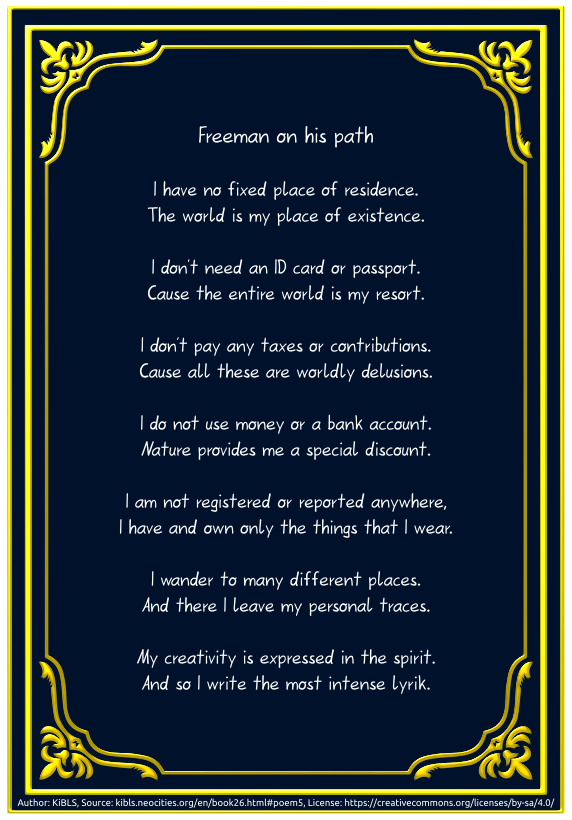 Freeman on his path
I have no fixed place of residence.
The world is my place of existence.
I don't need an ID card or passport.
Cause the entire world is my resort.
I don't pay any taxes or contributions.
Cause all these are worldly delusions.
I do not use money or a bank account.
Nature provides me a special discount.
I am not registered or reported anywhere,
I have and own only the things that I wear.
I wander to many different places.
And there I leave my personal traces.
My creativity is expressed in the spirit.
And so I write the most intense lyrik.
Author: KiBLS, Source: kibls.neocities.org/en/book26.html#poem5, License: https://creativecommons.org/licenses/by-sa/4.0/